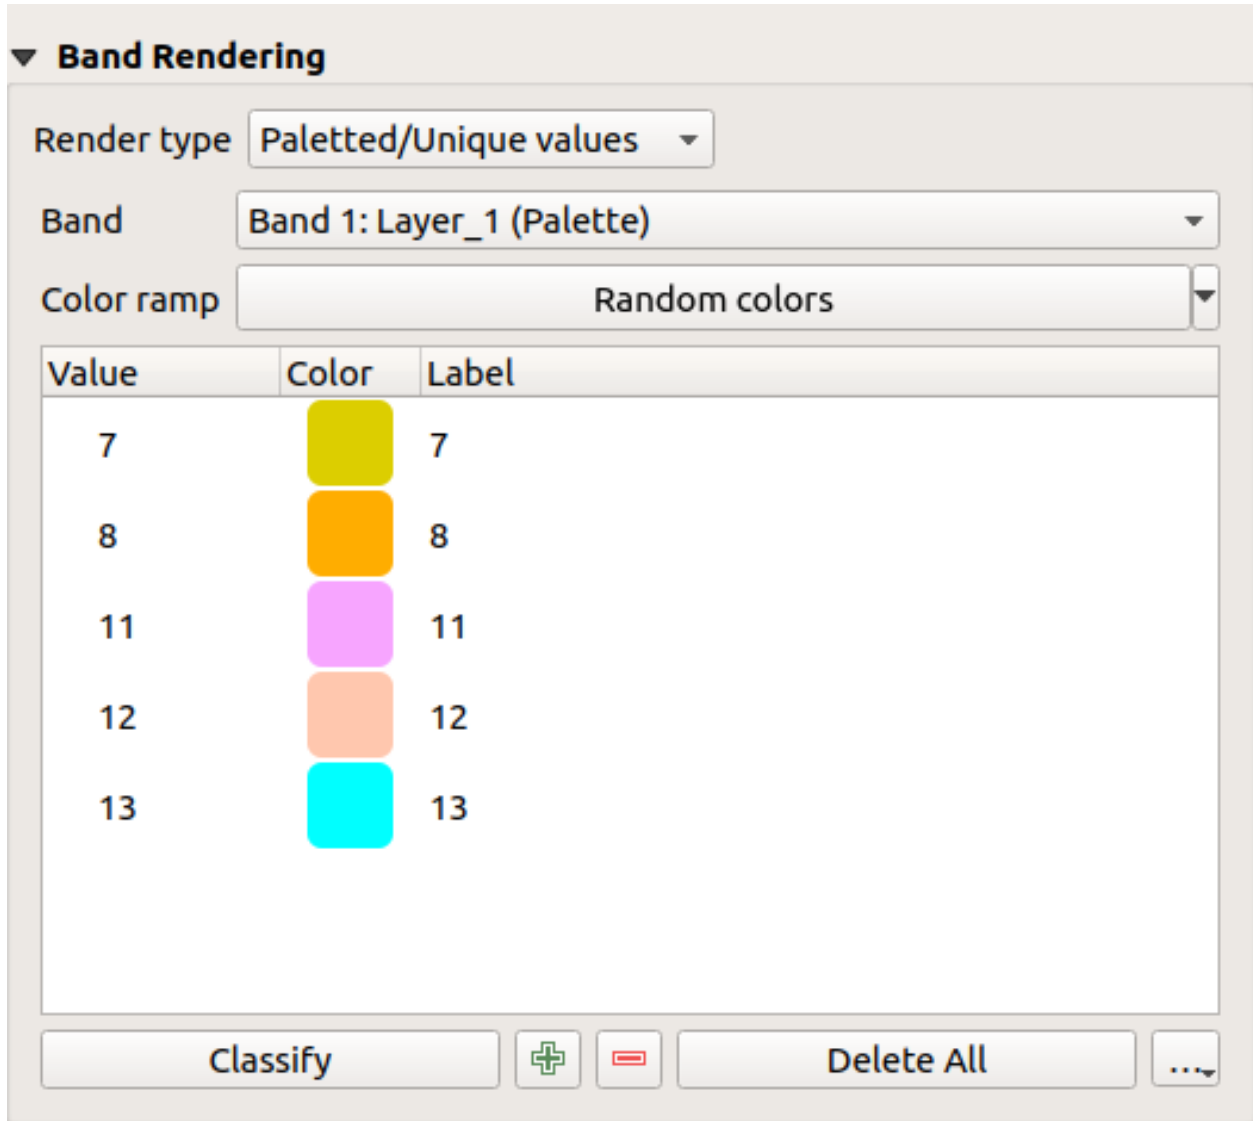 Band Rendering
Render type Paletted/Unique values
Band Band 1: Layer_1 (Palette)
Color ramp Random colors
Value Color Label
7 7
8 8
11 11
12 12
13 13
Classify Delete All ...